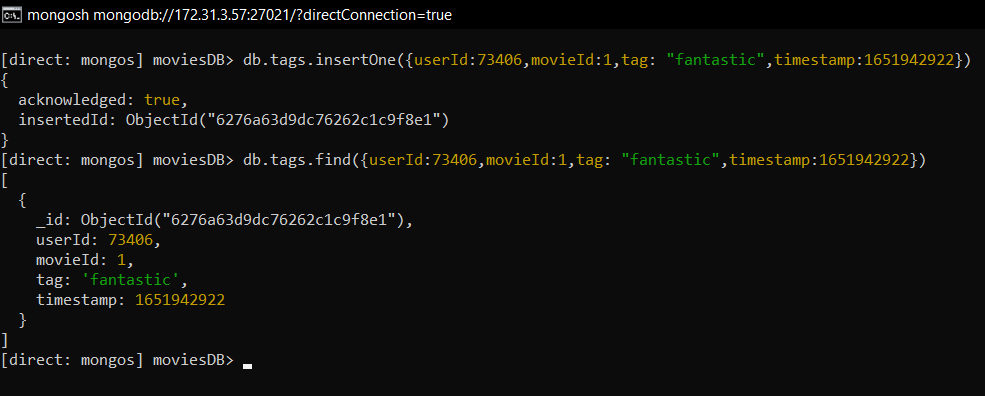 mongosh mongodb://172.31.3.57:27021/?directConnection=true
[direct: mongos] moviesDB> db.tags.insertOne({userId:73406,movieId:1,tag: "fantastic",timestamp:1651942922})
{
  acknowledged: true,
  insertedId: ObjectId("6276a63d9dc76262c1c9f8e1")
}
[direct: mongos] moviesDB> db.tags.find({userId:73406,movieId:1,tag: "fantastic",timestamp:1651942922})
[
  {
    _id: ObjectId("6276a63d9dc76262c1c9f8e1"),
    userId: 73406,
    movieId: 1,
    tag: 'fantastic',
    timestamp: 1651942922
  }
]
[direct: mongos] moviesDB>